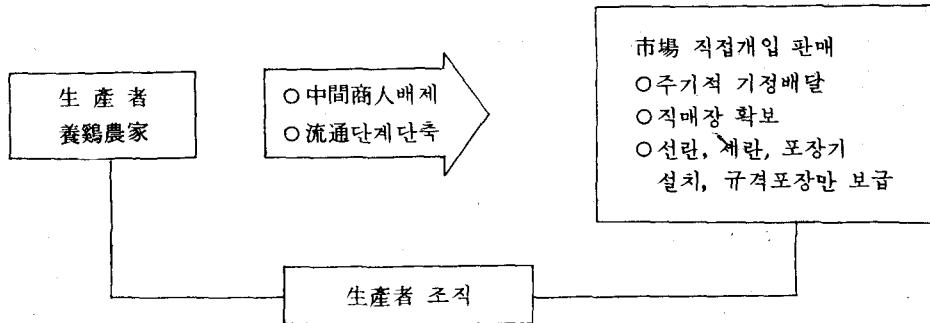 生 產 者
養鷄農家
○中間商人배제
○流通단계단축
市場 직접개입 판매
○주기적 기정배달
○직매장 확보
○선란, 세란, 포장기
설치, 규격포장만 보급
生產者 조직